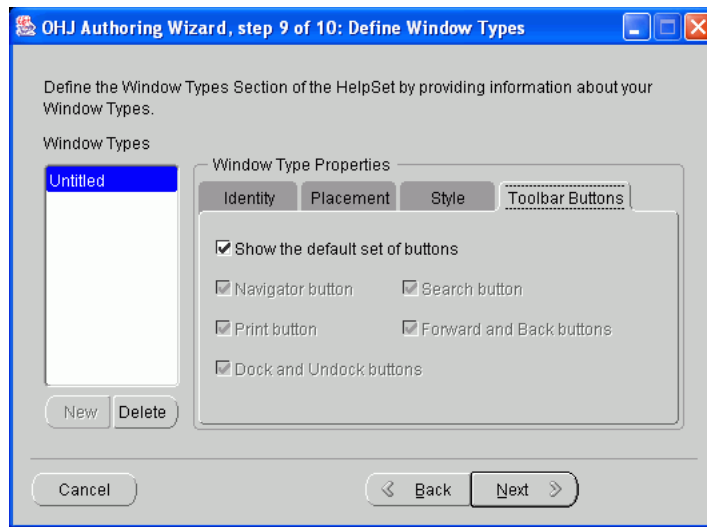 OHJ Authoring Wizard, step 9 of 10: Define Window Types
Define the Window Types Section of the HelpSet by providing information about your
Window Types.
Window Types
Untitled
New
Delete
Window Type Properties
Identity
Placement
Style
Toolbar Buttons
Show the default set of buttons
Navigator button
Search button
Print button
Forward and Back buttons
Dock and Undock buttons
Cancel
Back
Next